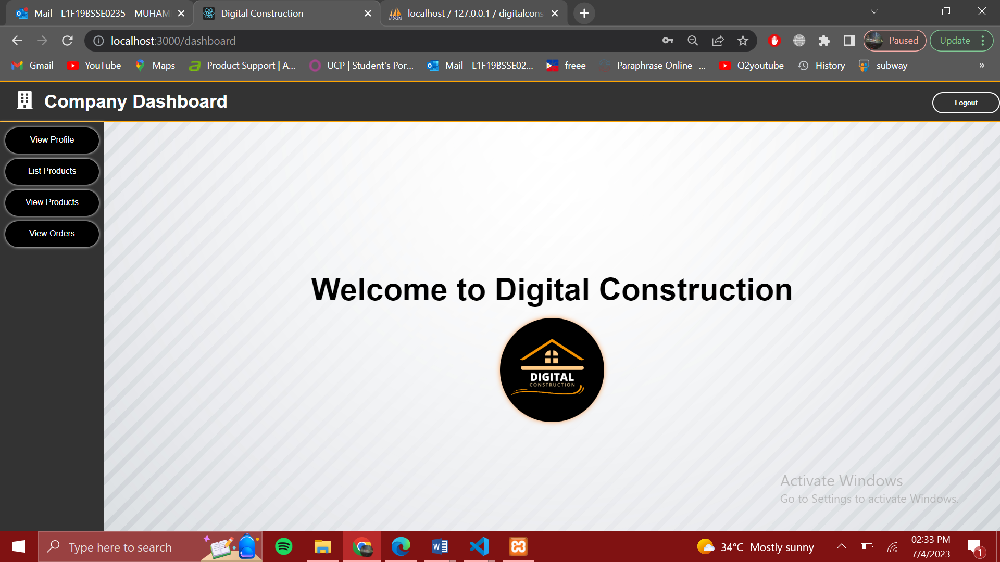 Mail - L1F19BSSE0235 - MUHAM
Digital Construction
localhost / 127.0.0.1 / digitalcons
localhost:3000/dashboard
Paused
Update
Gmail
YouTube
Maps
Product Support | A...
UCP | Student's Por...
Mail - L1F19BSSE02...
freee
Paraphrase Online -...
Q2youtube
History
subway
»
Company Dashboard
Logout
View Profile
List Products
View Products
View Orders
Welcome to Digital Construction
DIGITAL
CONSTRUCTION
Activate Windows
Go to Settings to activate Windows.
Type here to search
34°C Mostly sunny
02:33 PM
7/4/2023
1